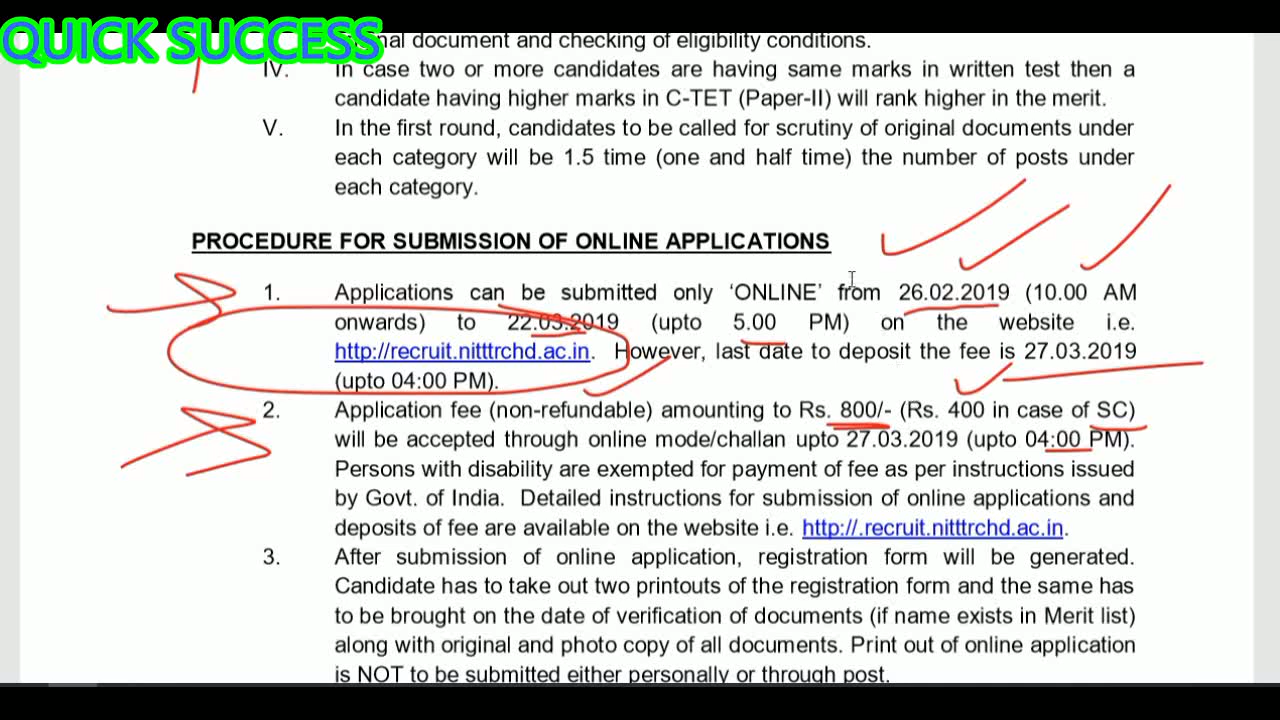 QUICK SUCCESS
nal document and checking of eligibility conditions.
IV. In case two or more candidates are having same marks in written test then a
candidate having higher marks in C-TET (Paper-II) will rank higher in the merit.
V. In the first round, candidates to be called for scrutiny of original documents under
each category will be 1.5 time (one and half time) the number of posts under
each category.
PROCEDURE FOR SUBMISSION OF ONLINE APPLICATIONS
1. Applications can be submitted only ‘ONLINE’ from 26.02.2019 (10.00 AM
onwards) to 22.03.2019 (upto 5.00 PM) on the website i.e.
http://recruit.nitttrchd.ac.in. However, last date to deposit the fee is 27.03.2019
(upto 04:00 PM).
2. Application fee (non-refundable) amounting to Rs. 800/- (Rs. 400 in case of SC)
will be accepted through online mode/challan upto 27.03.2019 (upto 04:00 PM).
Persons with disability are exempted for payment of fee as per instructions issued
by Govt. of India. Detailed instructions for submission of online applications and
deposits of fee are available on the website i.e. http://.recruit.nitttrchd.ac.in.
3. After submission of online application, registration form will be generated.
Candidate has to take out two printouts of the registration form and the same has
to be brought on the date of verification of documents (if name exists in Merit list)
along with original and photo copy of all documents. Print out of online application
is NOT to be submitted either personally or through post.